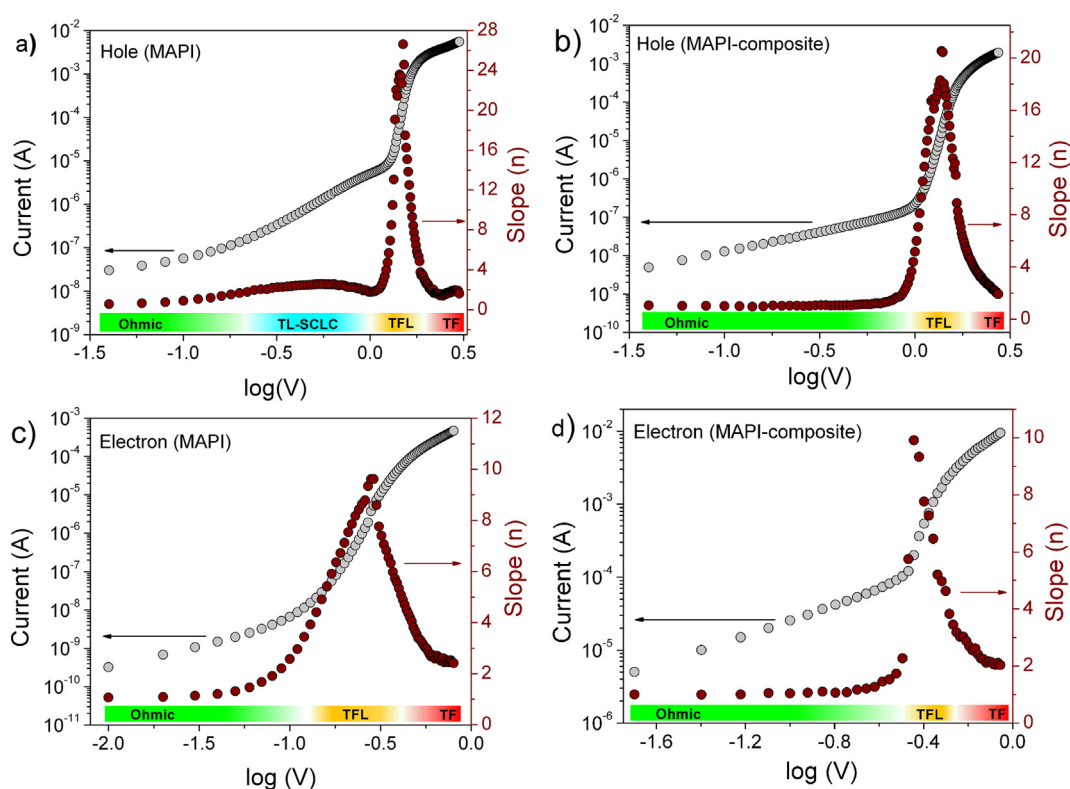 a)
Hole (MAPI)
10⁻²
10⁻³
10⁻⁴
10⁻⁵
10⁻⁶
10⁻⁷
10⁻⁸
10⁻⁹
Current (A)
28
24
20
16
12
8
4
0
Slope (n)
Ohmic TL-SCLC TFL TF
-1.5 -1.0 -0.5 0.0 0.5
log(V)
b)
Hole (MAPI-composite)
10⁻²
10⁻³
10⁻⁴
10⁻⁵
10⁻⁶
10⁻⁷
10⁻⁸
10⁻⁹
10⁻¹⁰
Current (A)
20
16
12
8
4
0
Slope (n)
Ohmic TFL TF
-1.5 -1.0 -0.5 0.0 0.5
log(V)
c)
Electron (MAPI)
10⁻³
10⁻⁴
10⁻⁵
10⁻⁶
10⁻⁷
10⁻⁸
10⁻⁹
10⁻¹⁰
10⁻¹¹
Current (A)
12
10
8
6
4
2
0
Slope (n)
Ohmic TFL TF
-2.0 -1.5 -1.0 -0.5 0.0
log (V)
d)
Electron (MAPI-composite)
10⁻²
10⁻³
10⁻⁴
10⁻⁵
10⁻⁶
Current (A)
10
8
6
4
2
0
Slope (n)
Ohmic TFL TF
-1.6 -1.2 -0.8 -0.4 0.0
log (V)